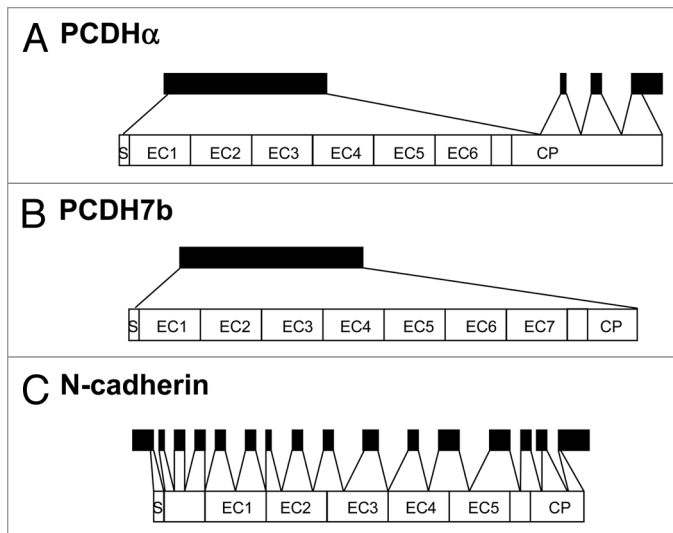 A PCDHα
S EC1 EC2 EC3 EC4 EC5 EC6 CP
B PCDH7b
S EC1 EC2 EC3 EC4 EC5 EC6 EC7 CP
C N-cadherin
S EC1 EC2 EC3 EC4 EC5 CP